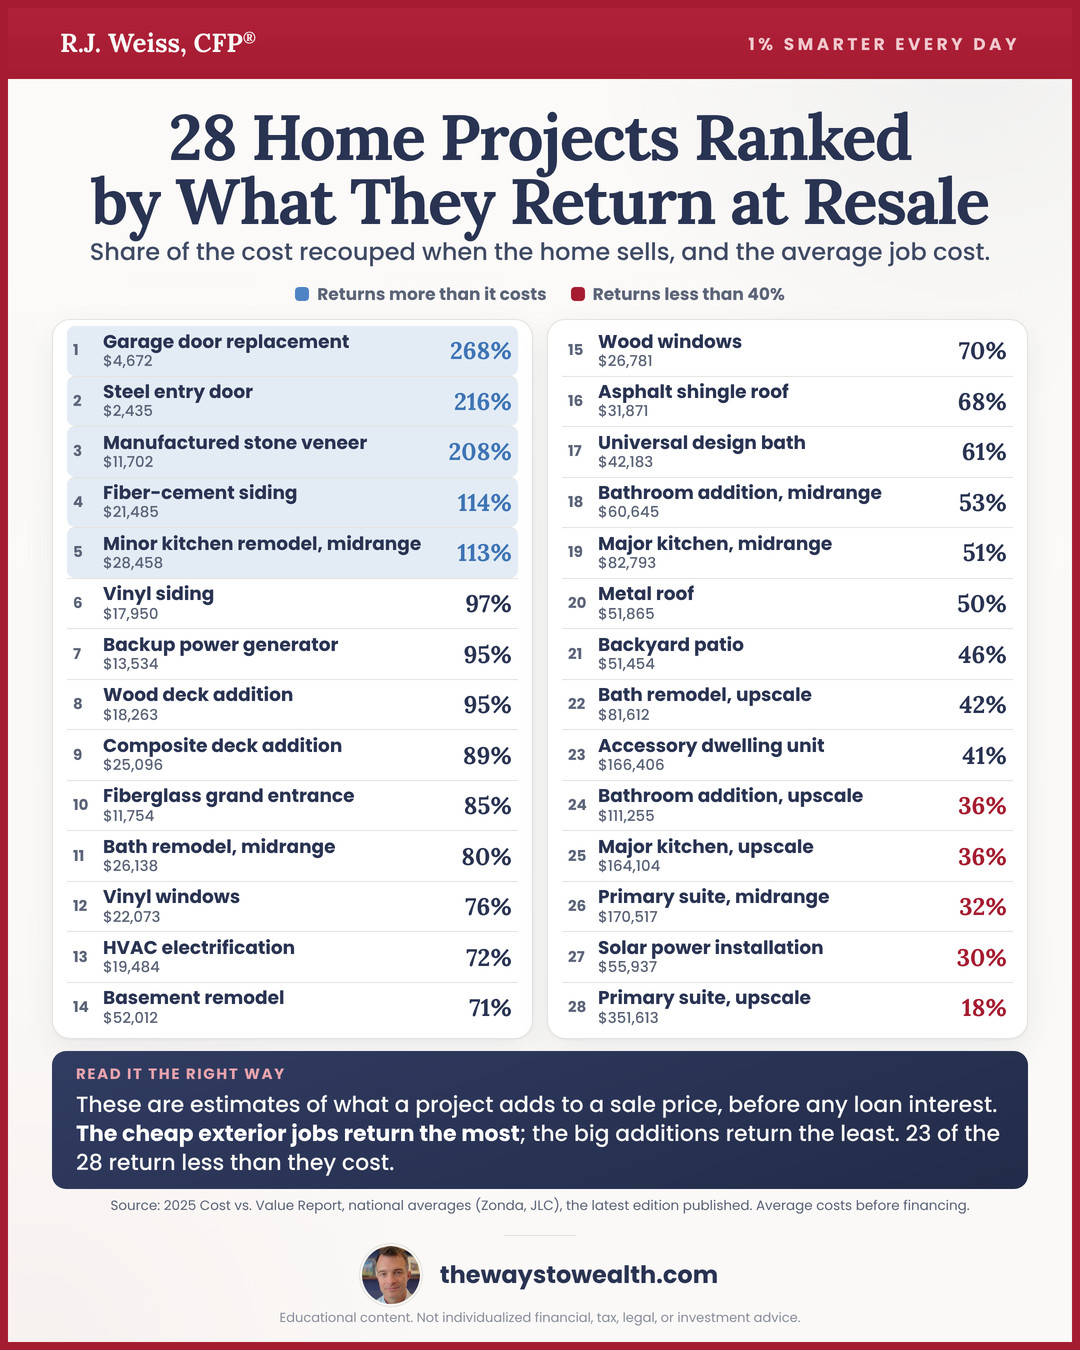 R.J. Weiss, CFP®
1% SMARTER EVERY DAY
28 Home Projects Ranked
by What They Return at Resale
Share of the cost recouped when the home sells, and the average job cost.
Returns more than it costs
Returns less than 40%
1 Garage door replacement 268%
$4,672
2 Steel entry door 216%
$2,435
3 Manufactured stone veneer 208%
$11,702
4 Fiber-cement siding 114%
$21,485
5 Minor kitchen remodel, midrange 113%
$28,458
6 Vinyl siding 97%
$17,950
7 Backup power generator 95%
$13,534
8 Wood deck addition 95%
$18,263
9 Composite deck addition 89%
$25,096
10 Fiberglass grand entrance 85%
$11,754
11 Bath remodel, midrange 80%
$26,138
12 Vinyl windows 76%
$22,073
13 HVAC electrification 72%
$19,484
14 Basement remodel 71%
$52,012
15 Wood windows 70%
$26,781
16 Asphalt shingle roof 68%
$31,871
17 Universal design bath 61%
$42,183
18 Bathroom addition, midrange 53%
$60,645
19 Major kitchen, midrange 51%
$82,793
20 Metal roof 50%
$51,865
21 Backyard patio 46%
$51,454
22 Bath remodel, upscale 42%
$81,612
23 Accessory dwelling unit 41%
$166,406
24 Bathroom addition, upscale 36%
$111,255
25 Major kitchen, upscale 36%
$164,104
26 Primary suite, midrange 32%
$170,517
27 Solar power installation 30%
$55,937
28 Primary suite, upscale 18%
$351,613
READ IT THE RIGHT WAY
These are estimates of what a project adds to a sale price, before any loan interest.
The cheap exterior jobs return the most; the big additions return the least. 23 of the
28 return less than they cost.
Source: 2025 Cost vs. Value Report, national averages (Zonda, JLC), the latest edition published. Average costs before financing.
thewaystowealth.com
Educational content. Not individualized financial, tax, legal, or investment advice.